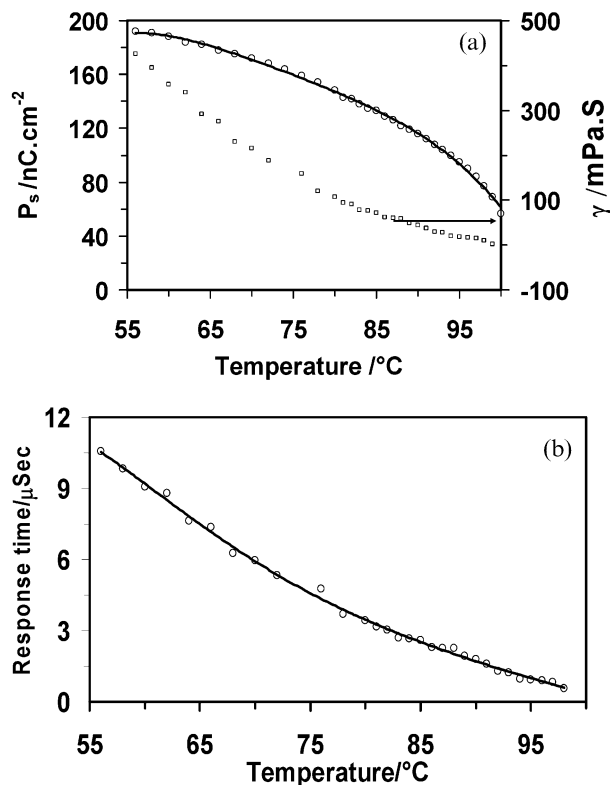 (a)
200
160
120
80
40
0
Ps /nC.cm-2
500
300
100
-100
γ /mPa.S
55 65 75 85 95
Temperature /°C
(b)
12
9
6
3
0
Response time/μSec
55 65 75 85 95
Temperature/°C